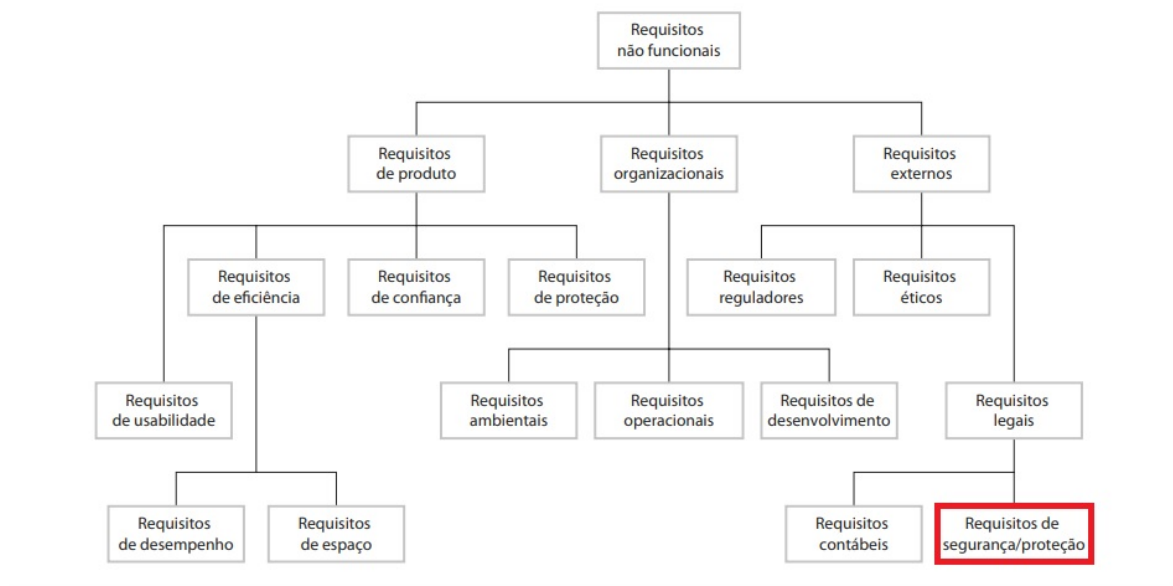 Requisitos
não funcionais
Requisitos
de produto
Requisitos
organizacionais
Requisitos
externos
Requisitos
de eficiência
Requisitos
de confiança
Requisitos
de proteção
Requisitos
reguladores
Requisitos
éticos
Requisitos
de usabilidade
Requisitos
ambientais
Requisitos
operacionais
Requisitos de
desenvolvimento
Requisitos
legais
Requisitos
de desempenho
Requisitos
de espaço
Requisitos
contábeis
Requisitos de
segurança/proteção